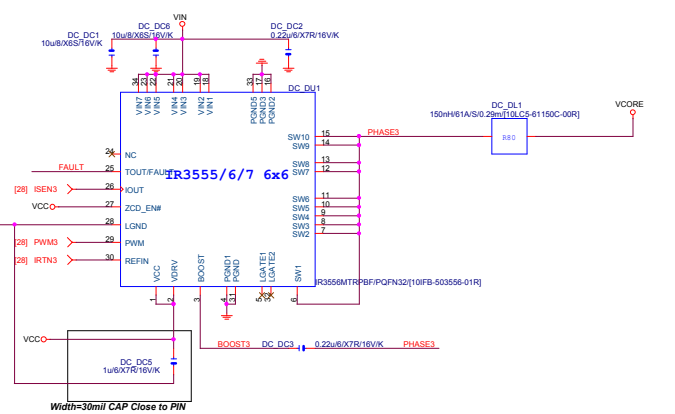 VIN
DC_DC1
10u/8/X6S/16V/K
DC_DC6
10u/8/X6S/16V/K
DC_DC2
0.22u/6/X7R/16V/K
34
23
22
21
20
19
18
33
17
16
VIN7
VIN6
VIN5
VIN4
VIN3
VIN2
VIN1
PGND5
PGND3
PGND2
DC_DU1
DC_DL1
150nH/61A/S/0.29m/[10LC5-61150C-00R]
R80
VCORE
SW10
15
PHASE3
SW9
14
SW8
13
SW7
12
SW6
11
SW5
10
SW4
9
SW3
8
SW2
7
24
NC
FAULT
25
TOUT/FAULT
IR3555/6/7 6x6
[28]
ISEN3
26
IOUT
VCC
27
ZCD_EN#
28
LGND
[28]
PWM3
29
PWM
[28]
IRTN3
30
REFIN
VCC
VDRV
BOOST
PGND1
PGND
LGATE1
LGATE2
SW1
IR3556MTRPBF/PQFN32/[10IFB-503556-01R]
1
2
3
4
31
5
32
6
BOOST3
DC_DC3
0.22u/6/X7R/16V/K
PHASE3
VCC
DC_DC5
1u/6/X7R/16V/K
Width=30mil CAP Close to PIN